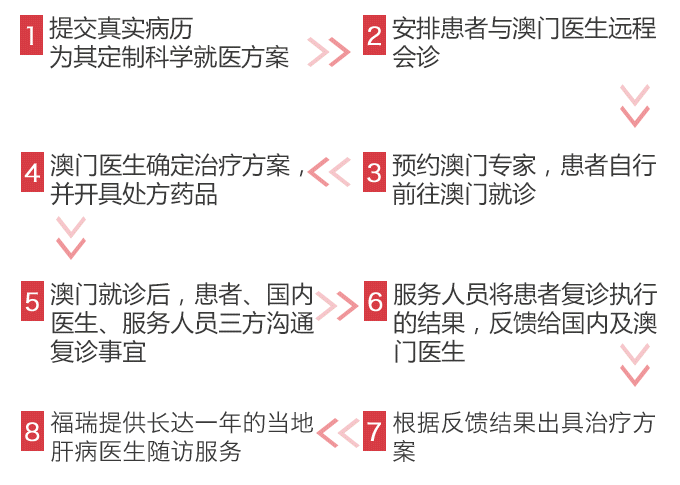 1 提交真实病历
为其定制科学就医方案
2 安排患者与澳门医生远程
会诊
3 预约澳门专家，患者自行
前往澳门就诊
4 澳门医生确定治疗方案，
并开具处方药品
5 澳门就诊后，患者、国内
医生、服务人员三方沟通
复诊事宜
6 服务人员将患者复诊执行
的结果，反馈给国内及澳
门医生
7 根据反馈结果出具治疗方
案
8 福瑞提供长达一年的当地
肝病医生随访服务